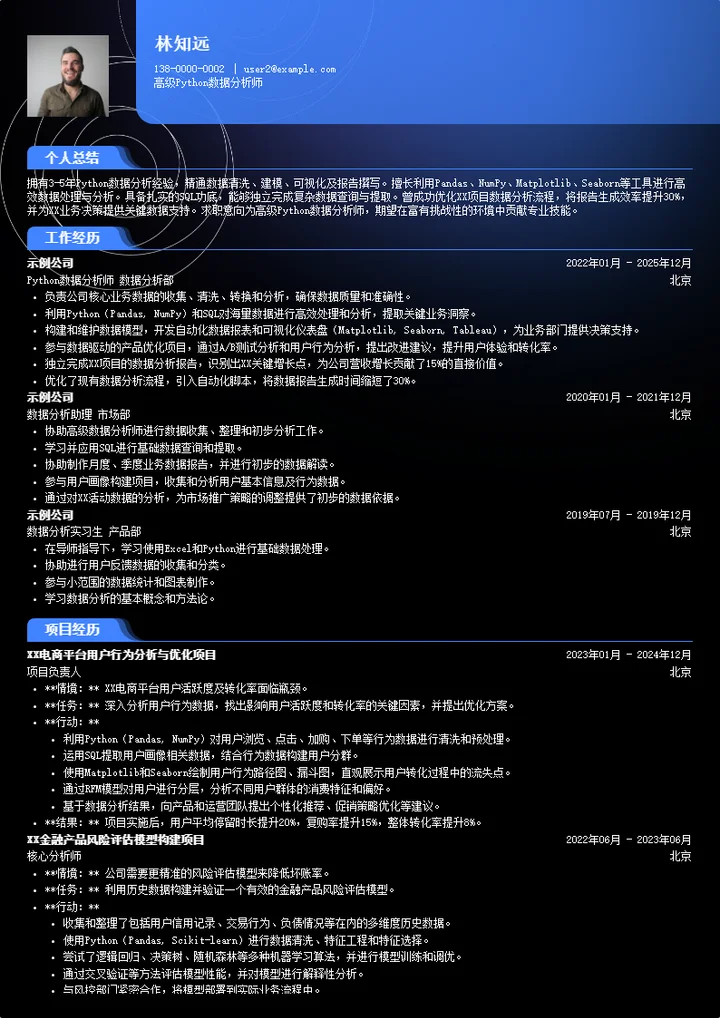 林知远
138-0000-0002 | user2@example.com
高级Python数据分析师
个人总结
拥有3-5年Python数据分析经验，精通数据清洗、建模、可视化及报告撰写。擅长利用Pandas、NumPy、Matplotlib、Seaborn等工具进行高
效数据处理与分析。具备扎实的SQL功底，能够独立完成复杂数据查询与提取。曾成功优化XX项目数据分析流程，将报告生成效率提升30%，
并为XX业务决策提供关键数据支持。求职意向为高级Python数据分析师，期望在富有挑战性的环境中贡献专业技能。
工作经历
示例公司 2022年01月 - 2025年12月
Python数据分析师 数据分析部 北京
• 负责公司核心业务数据的收集、清洗、转换和分析，确保数据质量和准确性。
• 利用Python（Pandas, NumPy）和SQL对海量数据进行高效处理和分析，提取关键业务洞察。
• 构建和维护数据模型，开发自动化数据报表和可视化仪表盘（Matplotlib, Seaborn, Tableau），为业务部门提供决策支持。
• 参与数据驱动的产品优化项目，通过A/B测试分析和用户行为分析，提出改进建议，提升用户体验和转化率。
• 独立完成XX项目的数据分析报告，识别出XX关键增长点，为公司营收增长贡献了15%的直接价值。
• 优化了现有数据分析流程，引入自动化脚本，将数据报告生成时间缩短了30%。
示例公司 2020年01月 - 2021年12月
数据分析助理 市场部 北京
• 协助高级数据分析师进行数据收集、整理和初步分析工作。
• 学习并应用SQL进行基础数据查询和提取。
• 协助制作月度、季度业务数据报告，并进行初步的数据解读。
• 参与用户画像构建项目，收集和分析用户基本信息及行为数据。
• 通过对XX活动数据的分析，为市场推广策略的调整提供了初步的数据依据。
示例公司 2019年07月 - 2019年12月
数据分析实习生 产品部 北京
• 在导师指导下，学习使用Excel和Python进行基础数据处理。
• 协助进行用户反馈数据的收集和分类。
• 参与小范围的数据统计和图表制作。
• 学习数据分析的基本概念和方法论。
项目经历
XX电商平台用户行为分析与优化项目 2023年01月 - 2024年12月
项目负责人 北京
• **情境：** XX电商平台用户活跃度及转化率面临瓶颈。
• **任务：** 深入分析用户行为数据，找出影响用户活跃度和转化率的关键因素，并提出优化方案。
• **行动：**
• 利用Python（Pandas, NumPy）对用户浏览、点击、加购、下单等行为数据进行清洗和预处理。
• 运用SQL提取用户画像相关数据，结合行为数据构建用户分群。
• 使用Matplotlib和Seaborn绘制用户行为路径图、漏斗图，直观展示用户转化过程中的流失点。
• 通过RFM模型对用户进行分层，分析不同用户群体的消费特征和偏好。
• 基于数据分析结果，向产品和运营团队提出个性化推荐、促销策略优化等建议。
• **结果：** 项目实施后，用户平均停留时长提升20%，复购率提升15%，整体转化率提升8%。
XX金融产品风险评估模型构建项目 2022年06月 - 2023年06月
核心分析师 北京
• **情境：** 公司需要更精准的风险评估模型来降低坏账率。
• **任务：** 利用历史数据构建并验证一个有效的金融产品风险评估模型。
• **行动：**
• 收集和整理了包括用户信用记录、交易行为、负债情况等在内的多维度历史数据。
• 使用Python（Pandas, Scikit-learn）进行数据清洗、特征工程和特征选择。
• 尝试了逻辑回归、决策树、随机森林等多种机器学习算法，并进行模型训练和调优。
• 通过交叉验证等方法评估模型性能，并对模型进行解释性分析。
• 与风控部门紧密合作，将模型部署到实际业务流程中。